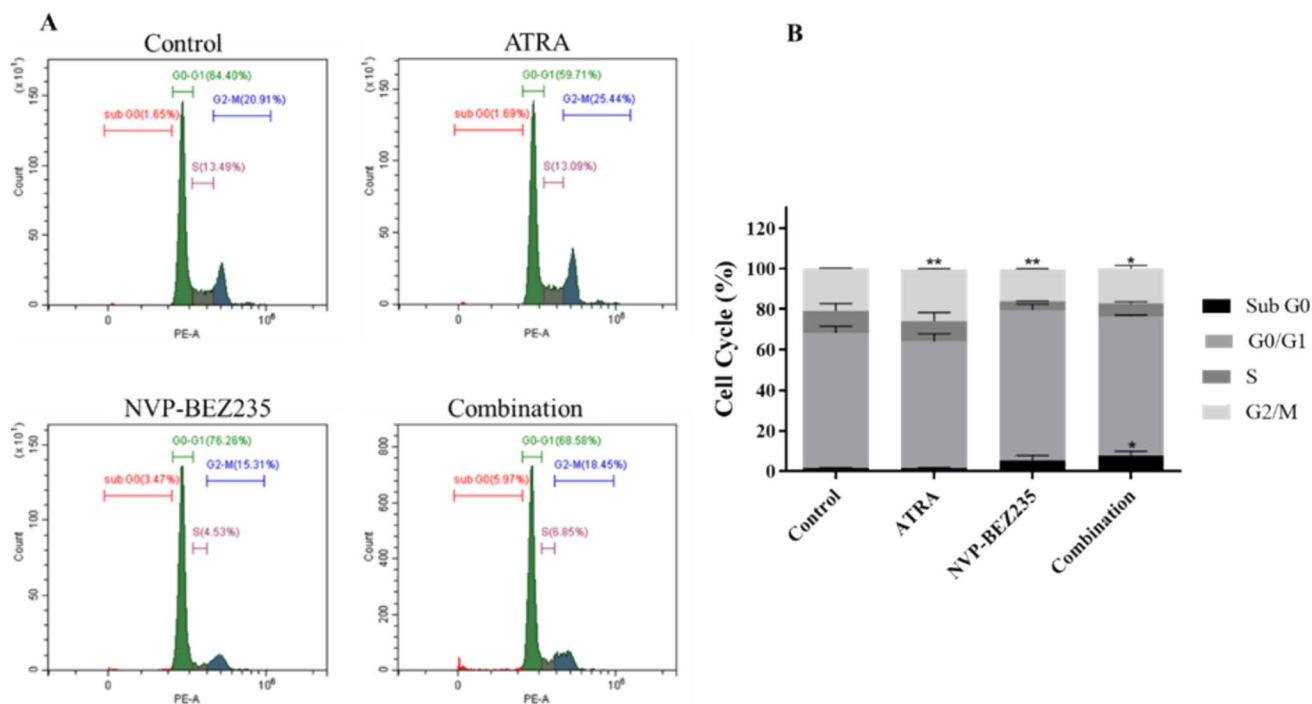 A
Control
(x 10¹)
150
100
50
0
Count
G0-G1(64.40%)
G2-M(20.91%)
sub G0(1.65%)
S(13.49%)
0
10⁶
PE-A
ATRA
(x 10¹)
150
100
50
0
Count
G0-G1(59.71%)
G2-M(25.44%)
sub G0(1.69%)
S(13.09%)
0
10⁶
PE-A
NVP-BEZ235
(x 10¹)
150
100
50
0
Count
G0-G1(76.26%)
G2-M(15.31%)
sub G0(3.47%)
S(4.53%)
0
10⁶
PE-A
Combination
800
600
400
200
0
Count
G0-G1(68.58%)
G2-M(18.45%)
sub G0(5.97%)
S(6.85%)
0
10⁶
PE-A
B
Cell Cycle (%)
120
100
80
60
40
20
0
**
**
*
*
Control
ATRA
NVP-BEZ235
Combination
Sub G0
G0/G1
S
G2/M